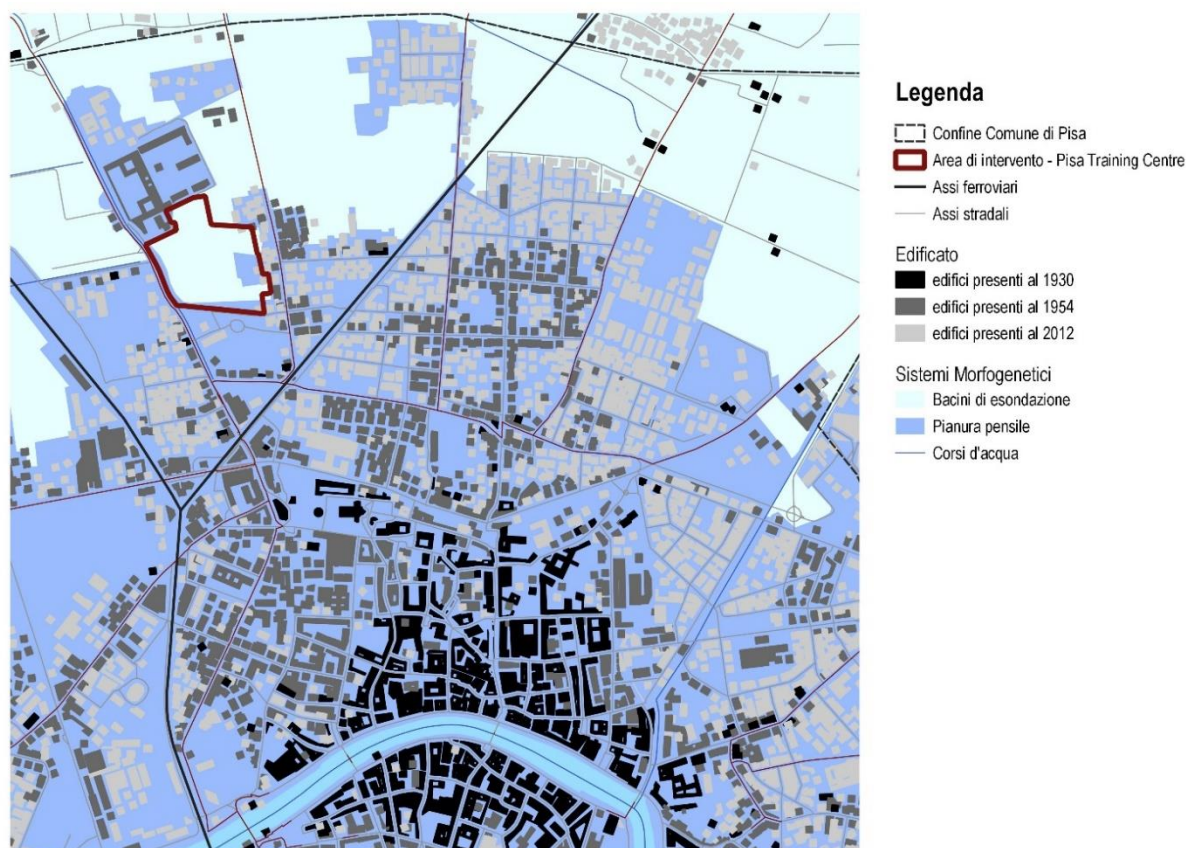 Legenda
Confine Comune di Pisa
Area di intervento - Pisa Training Centre
Assi ferroviari
Assi stradali
Edificato
edifici presenti al 1930
edifici presenti al 1954
edifici presenti al 2012
Sistemi Morfogenetici
Bacini di esondazione
Pianura pensile
Corsi d'acqua